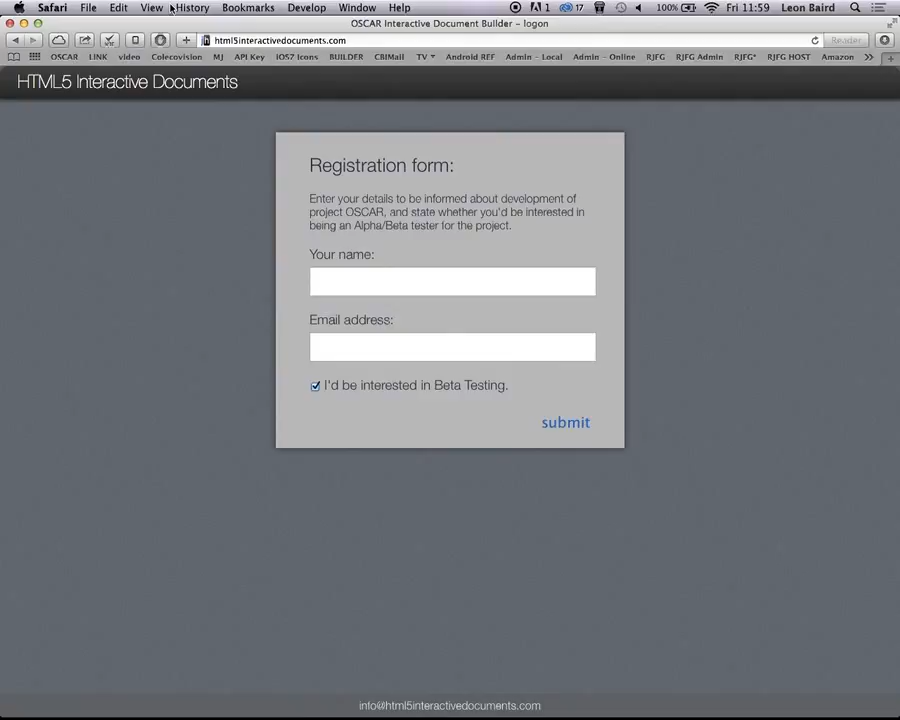 Safari File Edit View History Bookmarks Develop Window Help 1 17 100% Fri 11:59 Leon Baird
OSCAR Interactive Document Builder – logon
html5interactivedocuments.com Reader
OSCAR LINK video Colecovision MJ API Key IOS7 Icons BUILDER CBIMail TV Android REF Admin – Local Admin – Online RJFG RJFG Admin RJFG* RJFG HOST Amazon
HTML5 Interactive Documents
Registration form:
Enter your details to be informed about development of
project OSCAR, and state whether you'd be interested in
being an Alpha/Beta tester for the project.
Your name:
Email address:
I'd be interested in Beta Testing.
submit
info@html5interactivedocuments.com